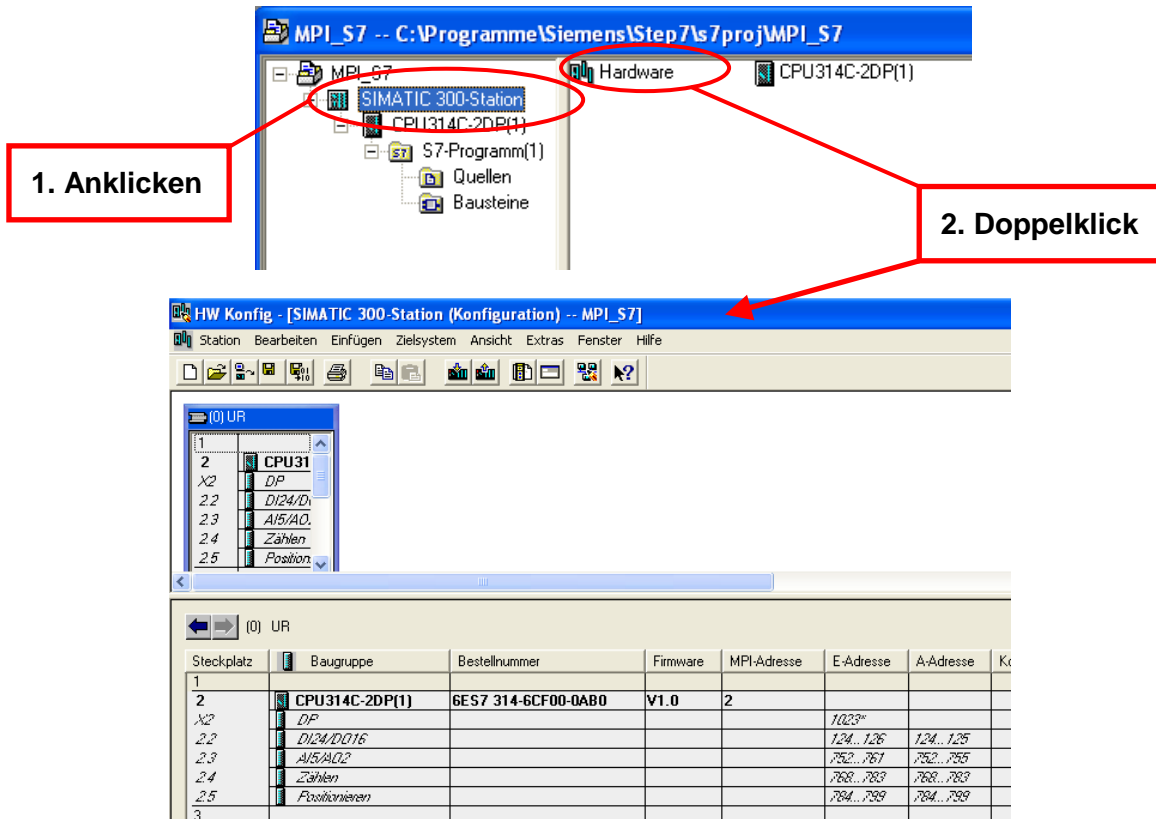 MPI_S7 -- C:\Programme\Siemens\Step7\s7proj\MPI_S7
MPI_S7
SIMATIC 300-Station
CPU314C-2DP(1)
S7-Programm(1)
Quellen
Bausteine
Hardware
CPU314C-2DP(1)
1. Anklicken
2. Doppelklick
HW Konfig - [SIMATIC 300-Station (Konfiguration) -- MPI_S7]
Station Bearbeiten Einfügen Zielsystem Ansicht Extras Fenster Hilfe
(0) UR
1
2 CPU31
X2 DP
2.2 DI24/D
2.3 AI5/AO
2.4 Zählen
2.5 Position
(0) UR
Steckplatz Baugruppe Bestellnummer Firmware MPI-Adresse E-Adresse A-Adresse
1
2 CPU314C-2DP(1) 6ES7 314-6CF00-0AB0 V1.0 2
X2 DP 1023*
2.2 DI24/DO16 124...126 124...125
2.3 AI5/AO2 752...761 752...755
2.4 Zählen 768...783 768...783
2.5 Positionieren 784...799 784...799
3